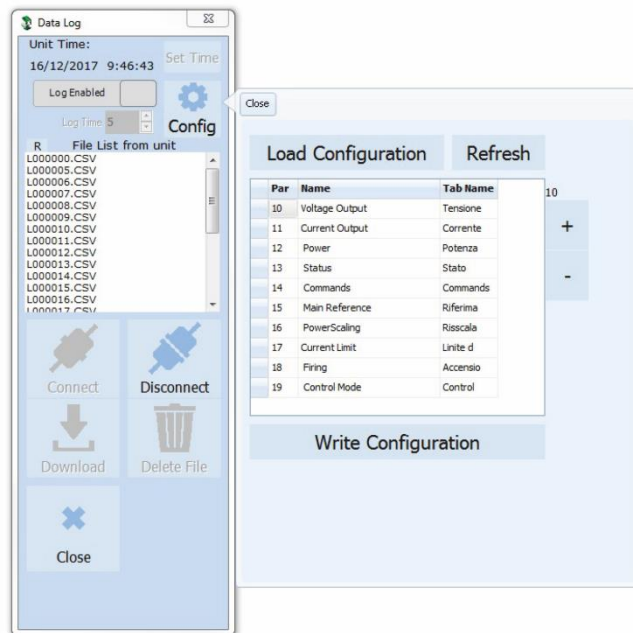 Data Log
Unit Time:
16/12/2017 9:46:43
Set Time
Log Enabled
Log Time 5
Config
R File List from unit
L000000.CSV
L000005.CSV
L000006.CSV
L000007.CSV
L000008.CSV
L000009.CSV
L000010.CSV
L000011.CSV
L000012.CSV
L000013.CSV
L000014.CSV
L000015.CSV
L000016.CSV
L000017.CSV
Connect
Disconnect
Download
Delete File
Close
Close
Load Configuration
Refresh
Par Name Tab Name
10 Voltage Output Tensione
11 Current Output Corrente
12 Power Potenza
13 Status Stato
14 Commands Commands
15 Main Reference Riferima
16 PowerScaling Risscala
17 Current Limit Linite d
18 Firing Accensio
19 Control Mode Control
10
+
-
Write Configuration